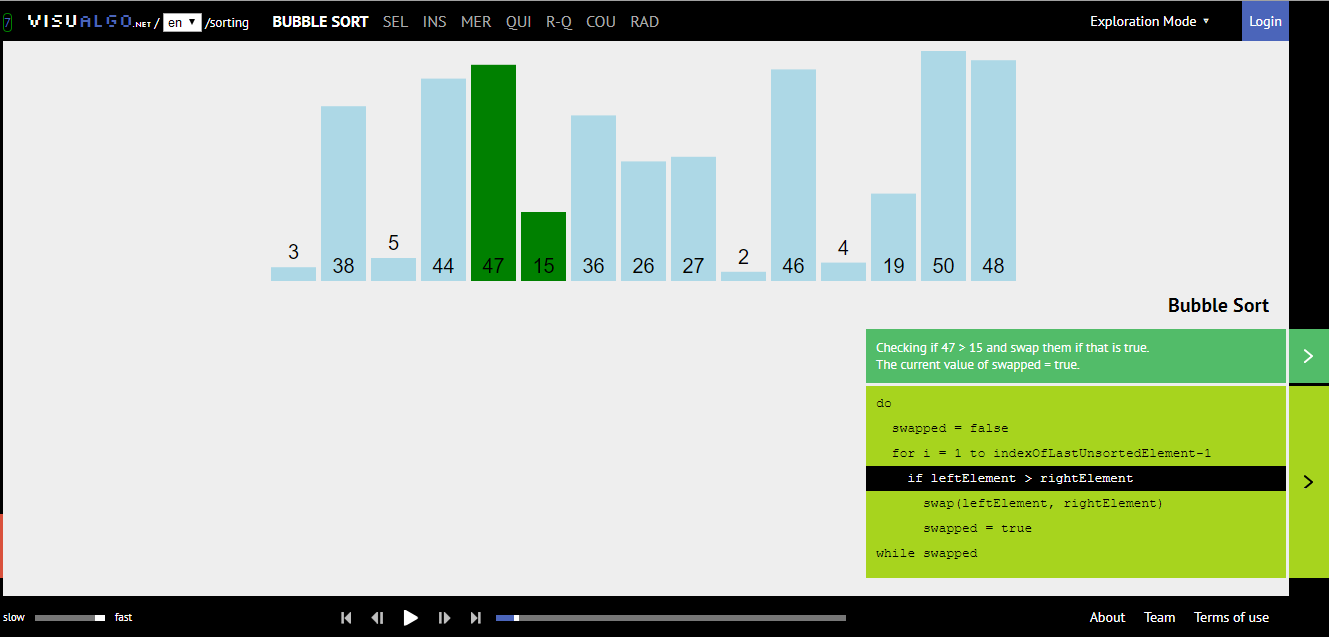 7 VISUALGO.NET / en ▼ /sorting BUBBLE SORT SEL INS MER QUI R-Q COU RAD Exploration Mode ▼ Login
3 38 5 44 47 15 36 26 27 2 46 4 19 50 48
Bubble Sort
Checking if 47 > 15 and swap them if that is true.
The current value of swapped = true.
do
swapped = false
for i = 1 to indexOfLastUnsortedElement-1
if leftElement > rightElement
swap(leftElement, rightElement)
swapped = true
while swapped
slow fast About Team Terms of use